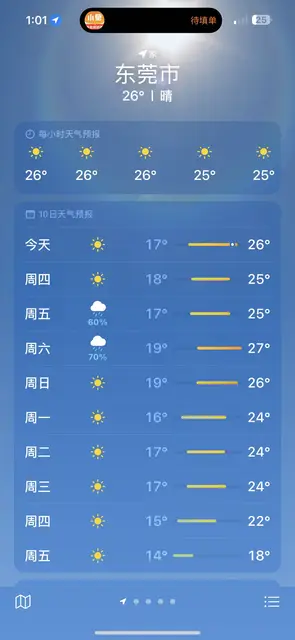 1:01
待填单
25
东莞市
26° | 晴
每小时天气预报
26° 26° 26° 25° 25°
10日天气预报
今天 17° 26°
周四 18° 25°
周五 60% 17° 25°
周六 70% 19° 27°
周日 19° 26°
周一 16° 24°
周二 17° 24°
周三 17° 24°
周四 15° 22°
周五 14° 18°